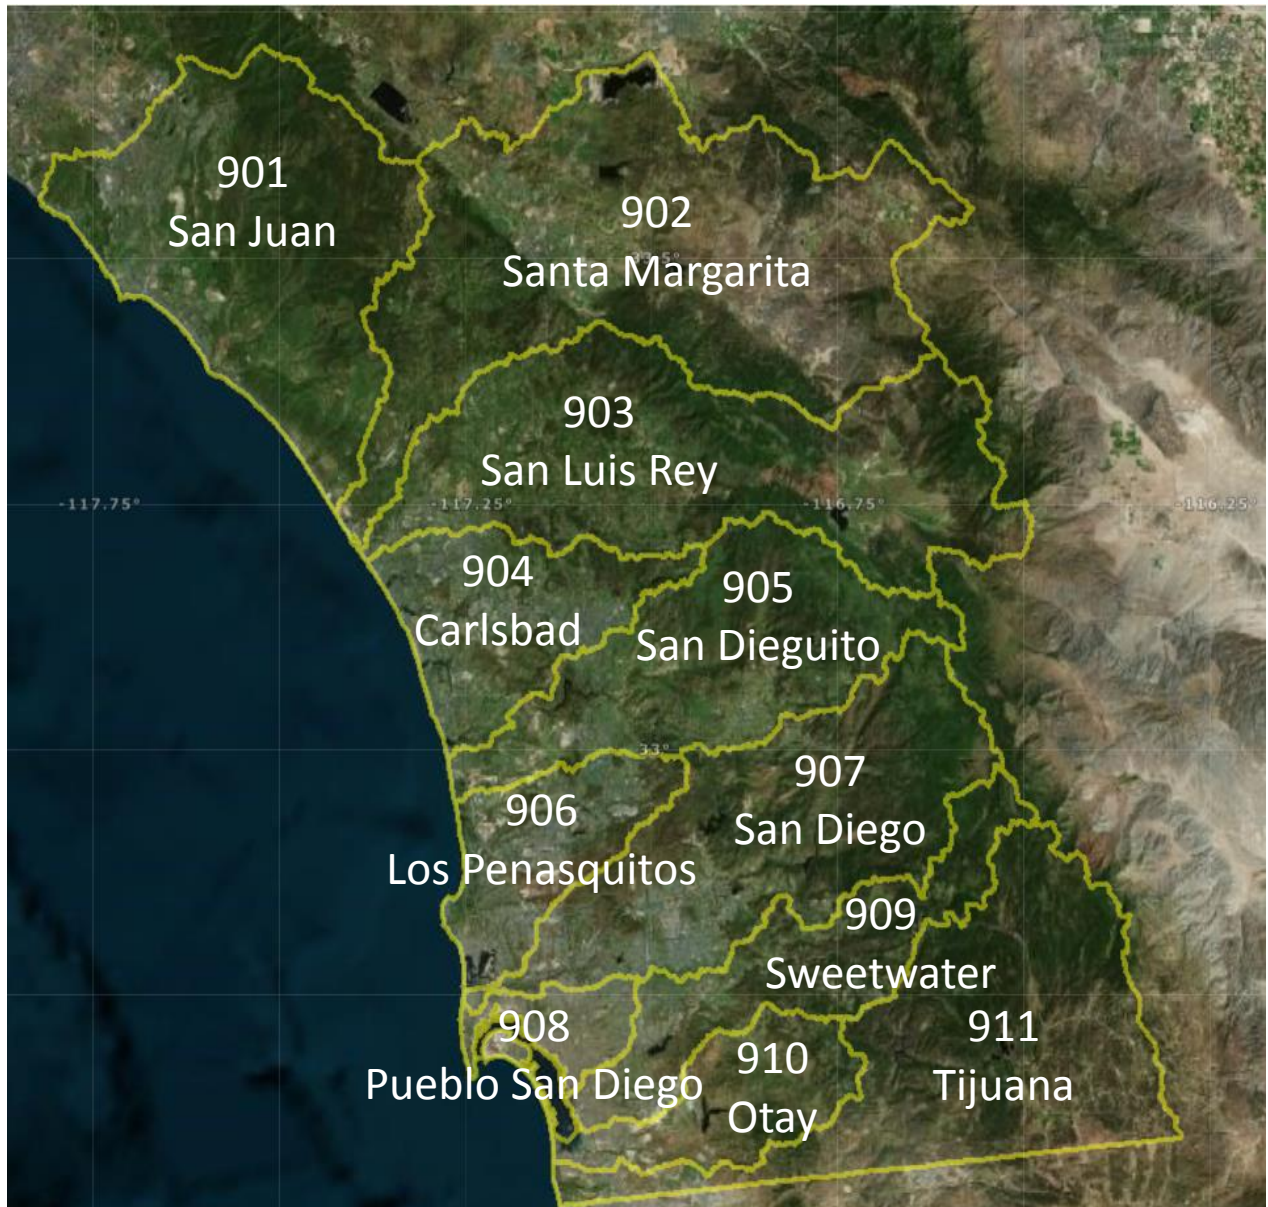 901
San Juan
902
Santa Margarita
33.5°
903
San Luis Rey
-117.75°
-117.25°
-116.75°
-116.25°
904
Carlsbad
905
San Dieguito
33°
906
Los Penasquitos
907
San Diego
909
Sweetwater
908
Pueblo San Diego
910
Otay
911
Tijuana